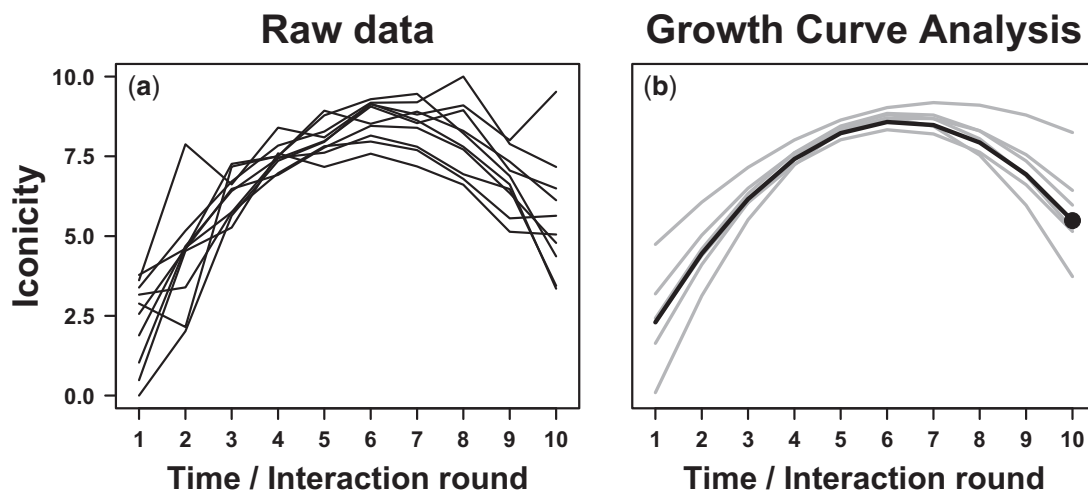 Raw data
Growth Curve Analysis
(a)
(b)
Iconicity
10.0
7.5
5.0
2.5
0.0
1 2 3 4 5 6 7 8 9 10
1 2 3 4 5 6 7 8 9 10
Time / Interaction round
Time / Interaction round